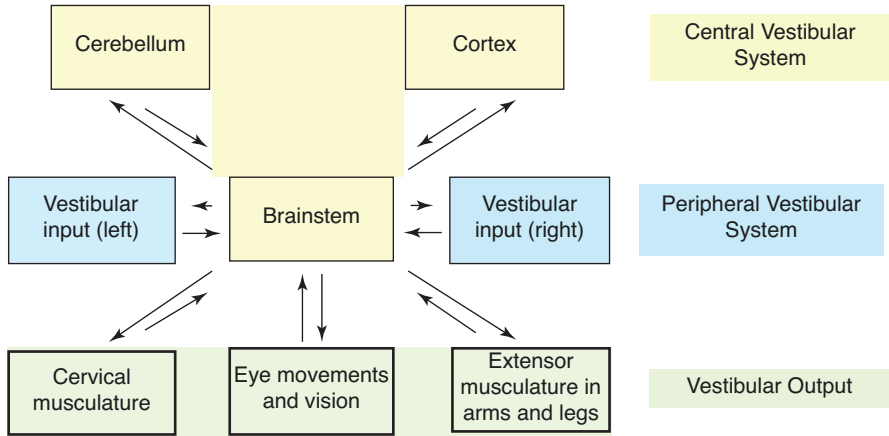 Cerebellum
Cortex
Central Vestibular
System
Vestibular
input (left)
Brainstem
Vestibular
input (right)
Peripheral Vestibular
System
Cervical
musculature
Eye movements
and vision
Extensor
musculature in
arms and legs
Vestibular Output